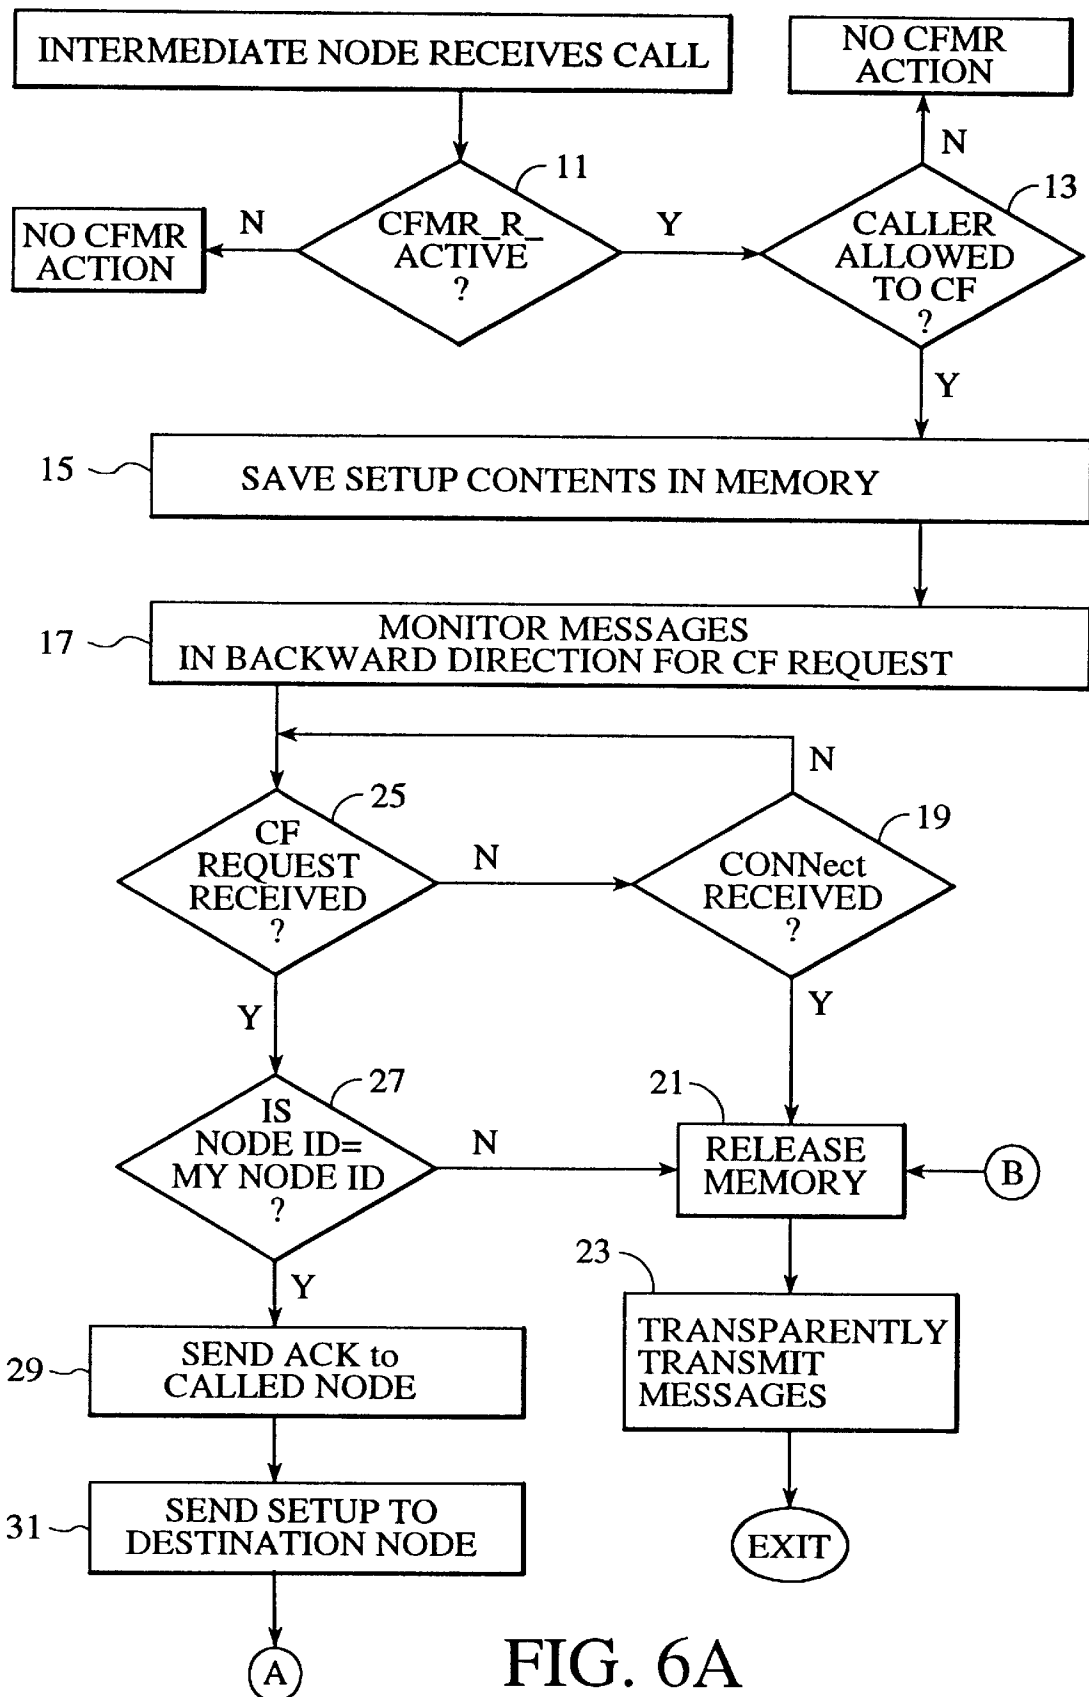 INTERMEDIATE NODE RECEIVES CALL
NO CFMR
ACTION
N
11
13
CFMR_R_
ACTIVE
?
N
Y
NO CFMR
ACTION
CALLER
ALLOWED
TO CF
?
Y
15
SAVE SETUP CONTENTS IN MEMORY
17
MONITOR MESSAGES
IN BACKWARD DIRECTION FOR CF REQUEST
N
25
19
CF
REQUEST
RECEIVED
?
N
CONNect
RECEIVED
?
Y
Y
27
21
IS
NODE ID=
MY NODE ID
?
N
RELEASE
MEMORY
B
Y
23
29
SEND ACK to
CALLED NODE
TRANSPARENTLY
TRANSMIT
MESSAGES
31
SEND SETUP TO
DESTINATION NODE
EXIT
A
FIG. 6A